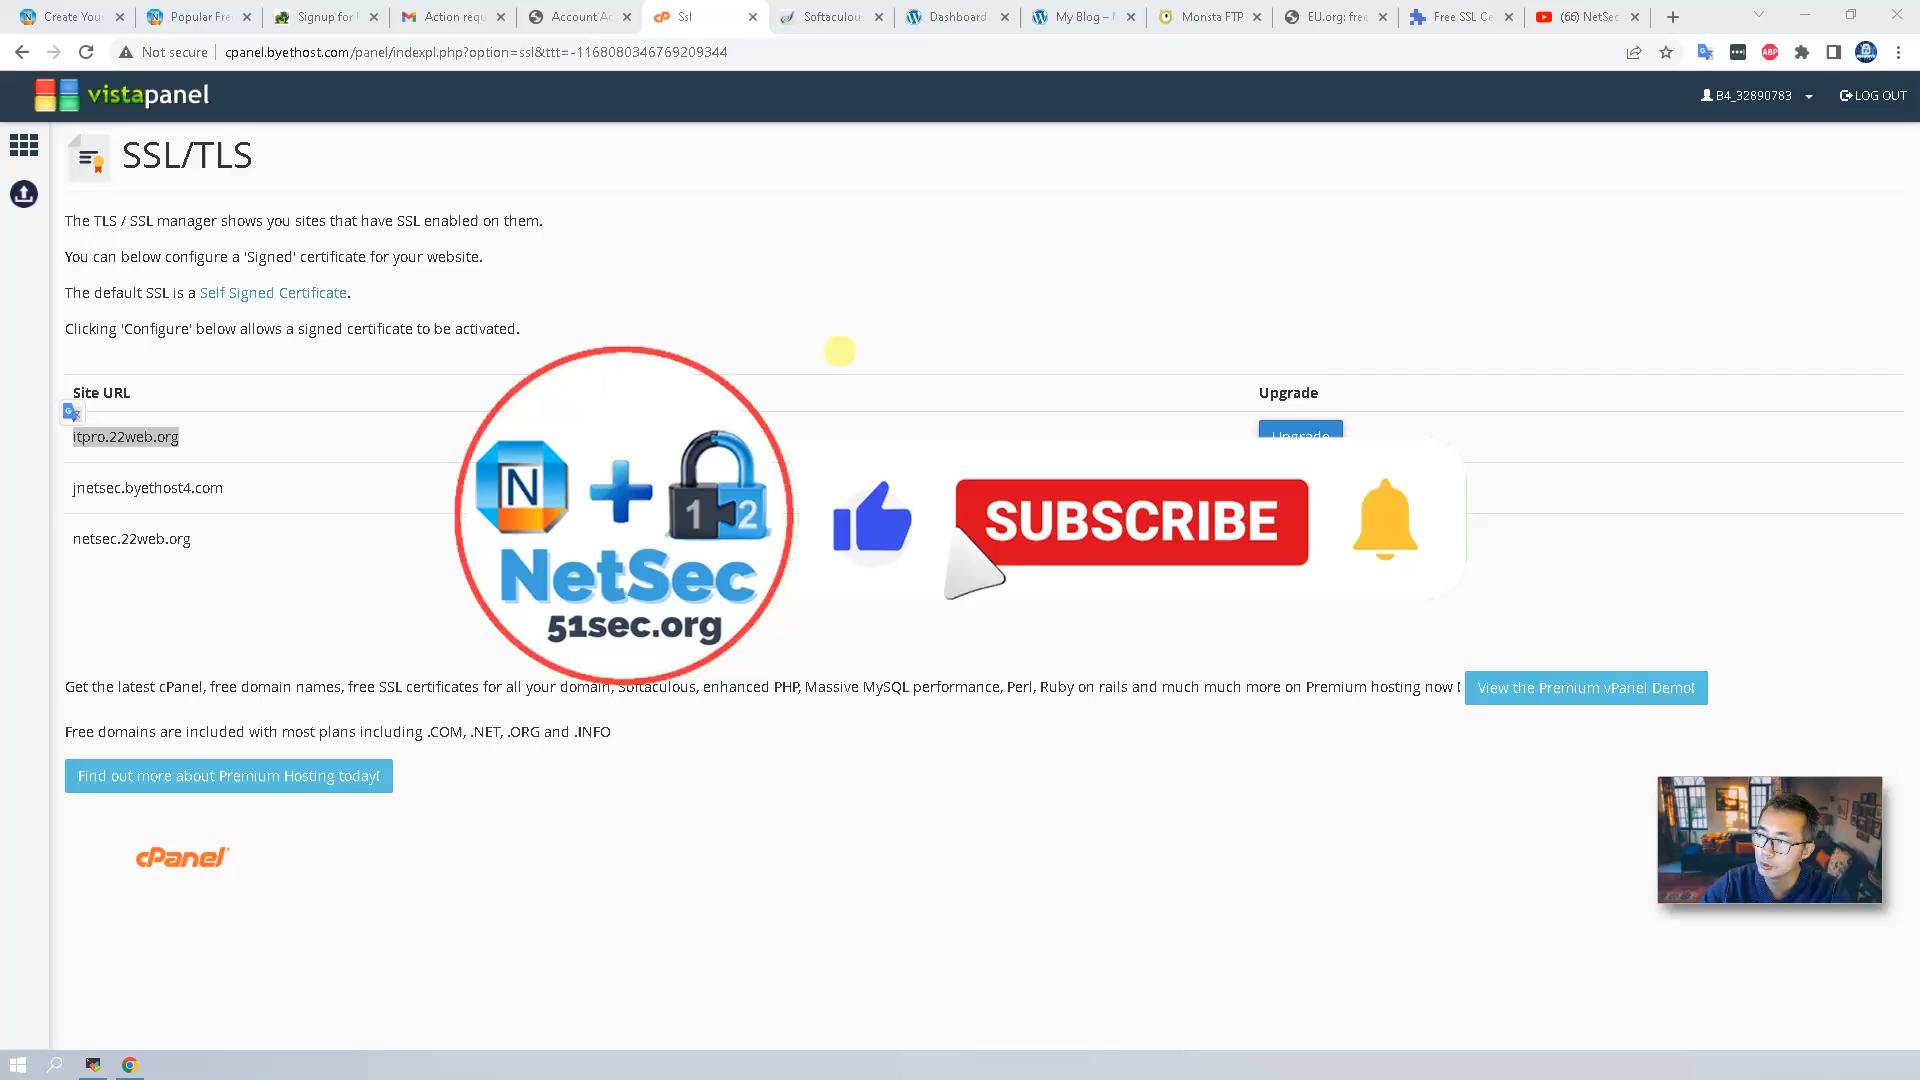 Create Your
Popular Fre
Signup for
Action requ
Account Ac
Ssl
Softaculou
Dashboard
My Blog –
Monsta FTP
EU.org: free
Free SSL Ce
(66) NetSec
Not secure
cpanel.byethost.com/panel/indexpl.php?option=ssl&ttt=-1168080346769209344
ABP
vistapanel
B4_32890783
LOG OUT
SSL/TLS
The TLS / SSL manager shows you sites that have SSL enabled on them.
You can below configure a 'Signed' certificate for your website.
The default SSL is a Self Signed Certificate.
Clicking 'Configure' below allows a signed certificate to be activated.
Site URL
Upgrade
itpro.22web.org
Upgrade
jnetsec.byethost4.com
netsec.22web.org
N
1 2
NetSec
51sec.org
SUBSCRIBE
Get the latest cPanel, free domain names, free SSL certificates for all your domain, Softaculous, enhanced PHP, Massive MySQL performance, Perl, Ruby on rails and much much more on Premium hosting now !
View the Premium vPanel Demo!
Free domains are included with most plans including .COM, .NET, .ORG and .INFO
Find out more about Premium Hosting today!
cPanel